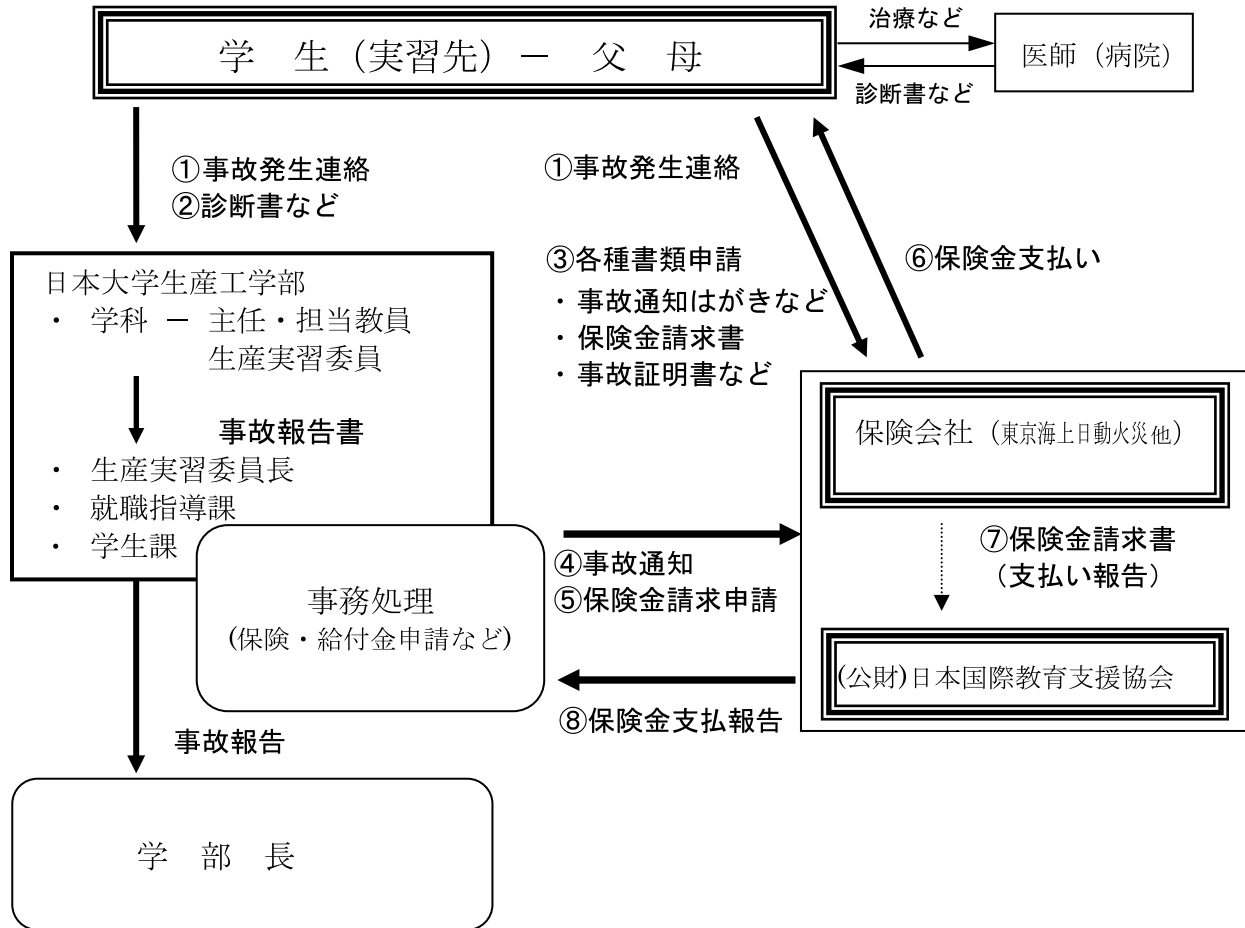 学 生（実習先）－ 父 母
治療など
医師（病院）
診断書など
①事故発生連絡
②診断書など
①事故発生連絡
③各種書類申請
・事故通知はがきなど
・保険金請求書
・事故証明書など
⑥保険金支払い
日本大学生産工学部
・ 学科 － 主任・担当教員
生産実習委員
事故報告書
・ 生産実習委員長
・ 就職指導課
・ 学生課
事務処理
(保険・給付金申請など)
④事故通知
⑤保険金請求申請
保険会社（東京海上日動火災他）
⑦保険金請求書
（支払い報告）
(公財)日本国際教育支援協会
⑧保険金支払報告
事故報告
学 部 長